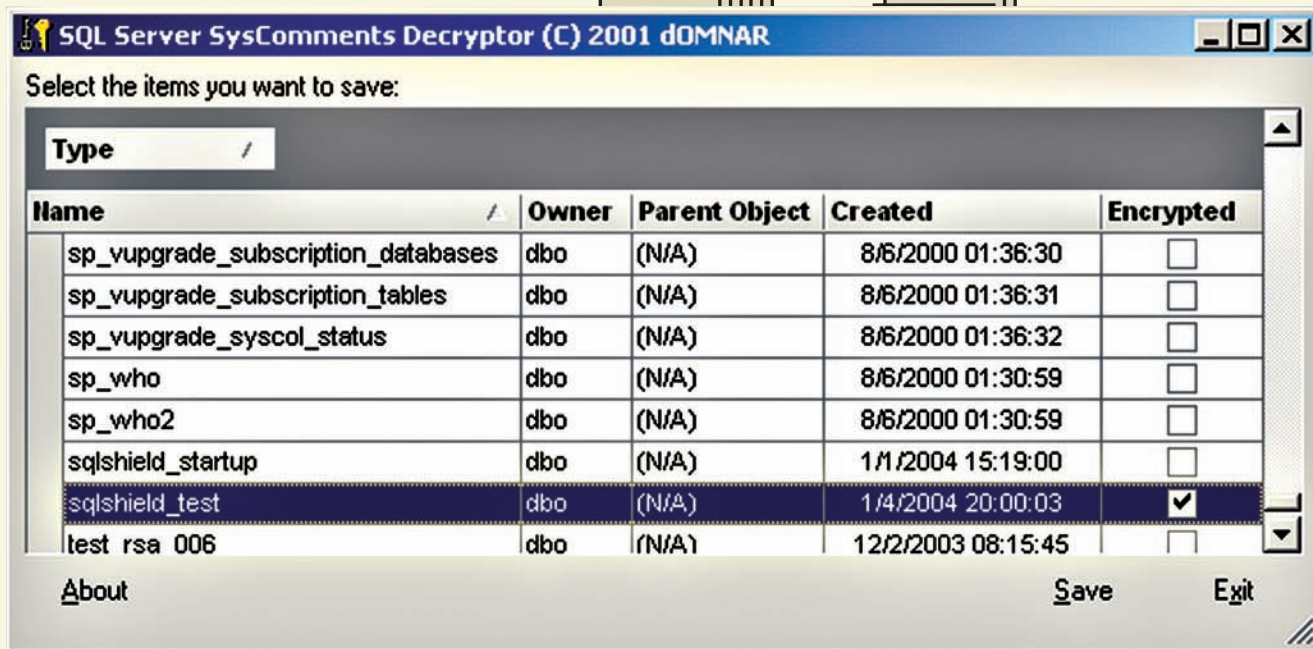 SQL Server SysComments Decryptor (C) 2001 dOMNAR
Select the items you want to save:
Type
Name Owner Parent Object Created Encrypted
sp_vupgrade_subscription_databases dbo (N/A) 8/6/2000 01:36:30
sp_vupgrade_subscription_tables dbo (N/A) 8/6/2000 01:36:31
sp_vupgrade_syscol_status dbo (N/A) 8/6/2000 01:36:32
sp_who dbo (N/A) 8/6/2000 01:30:59
sp_who2 dbo (N/A) 8/6/2000 01:30:59
sqlshield_startup dbo (N/A) 1/1/2004 15:19:00
sqlshield_test dbo (N/A) 1/4/2004 20:00:03
test_rsa_006 dbo (N/A) 12/2/2003 08:15:45
About Save Exit